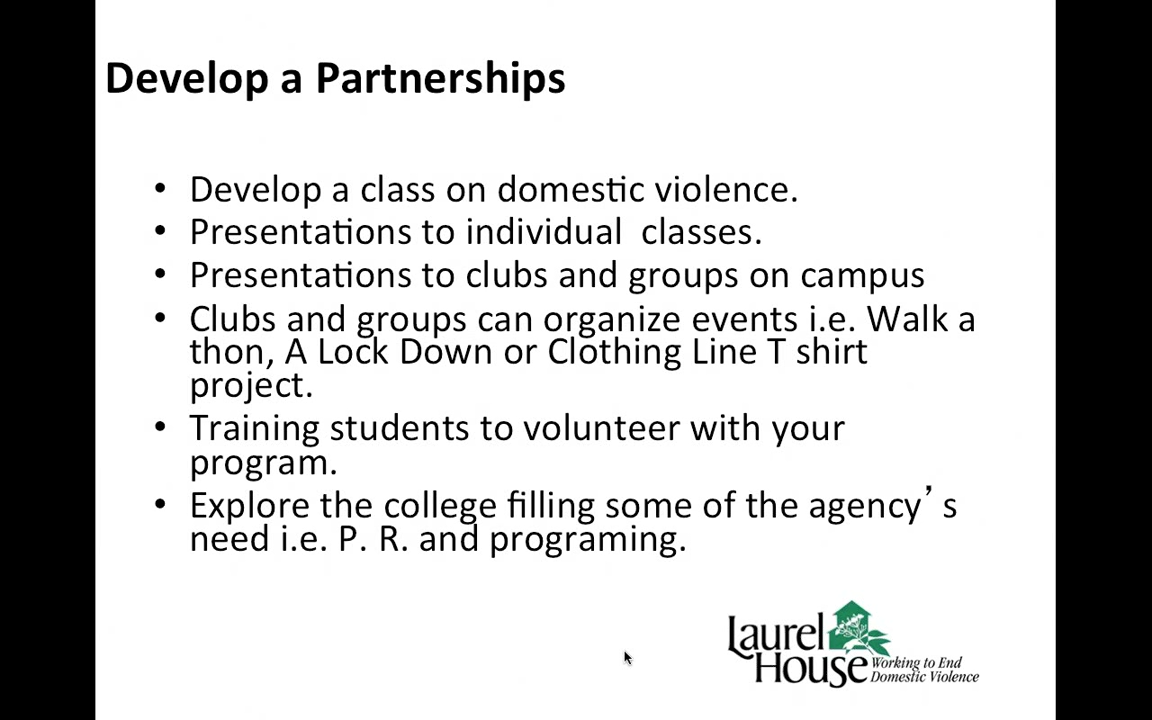 Develop a Partnerships
• Develop a class on domestic violence.
• Presentations to individual  classes.
• Presentations to clubs and groups on campus
• Clubs and groups can organize events i.e. Walk a
thon, A Lock Down or Clothing Line T shirt
project.
• Training students to volunteer with your
program.
• Explore the college filling some of the agency’s
need i.e. P. R. and programing.
Laurel
House
Working to End
Domestic Violence